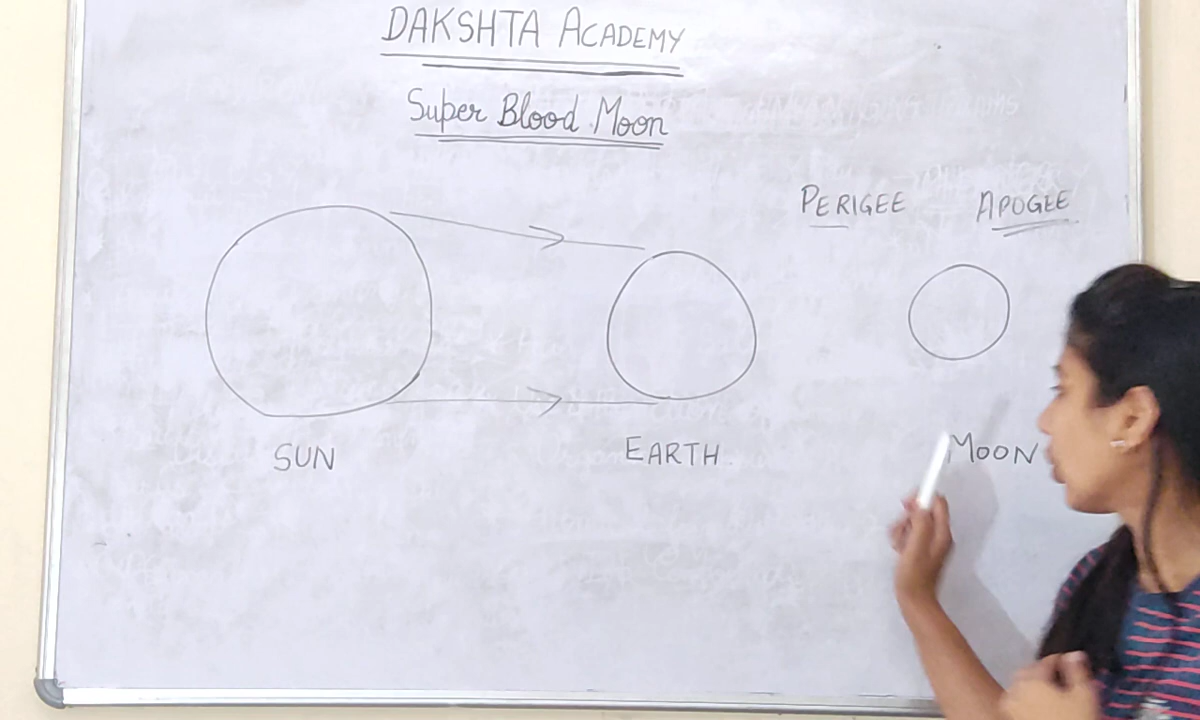 DAKSHTA ACADEMY
Super Blood Moon
PERIGEE APOGEE
SUN EARTH MOON